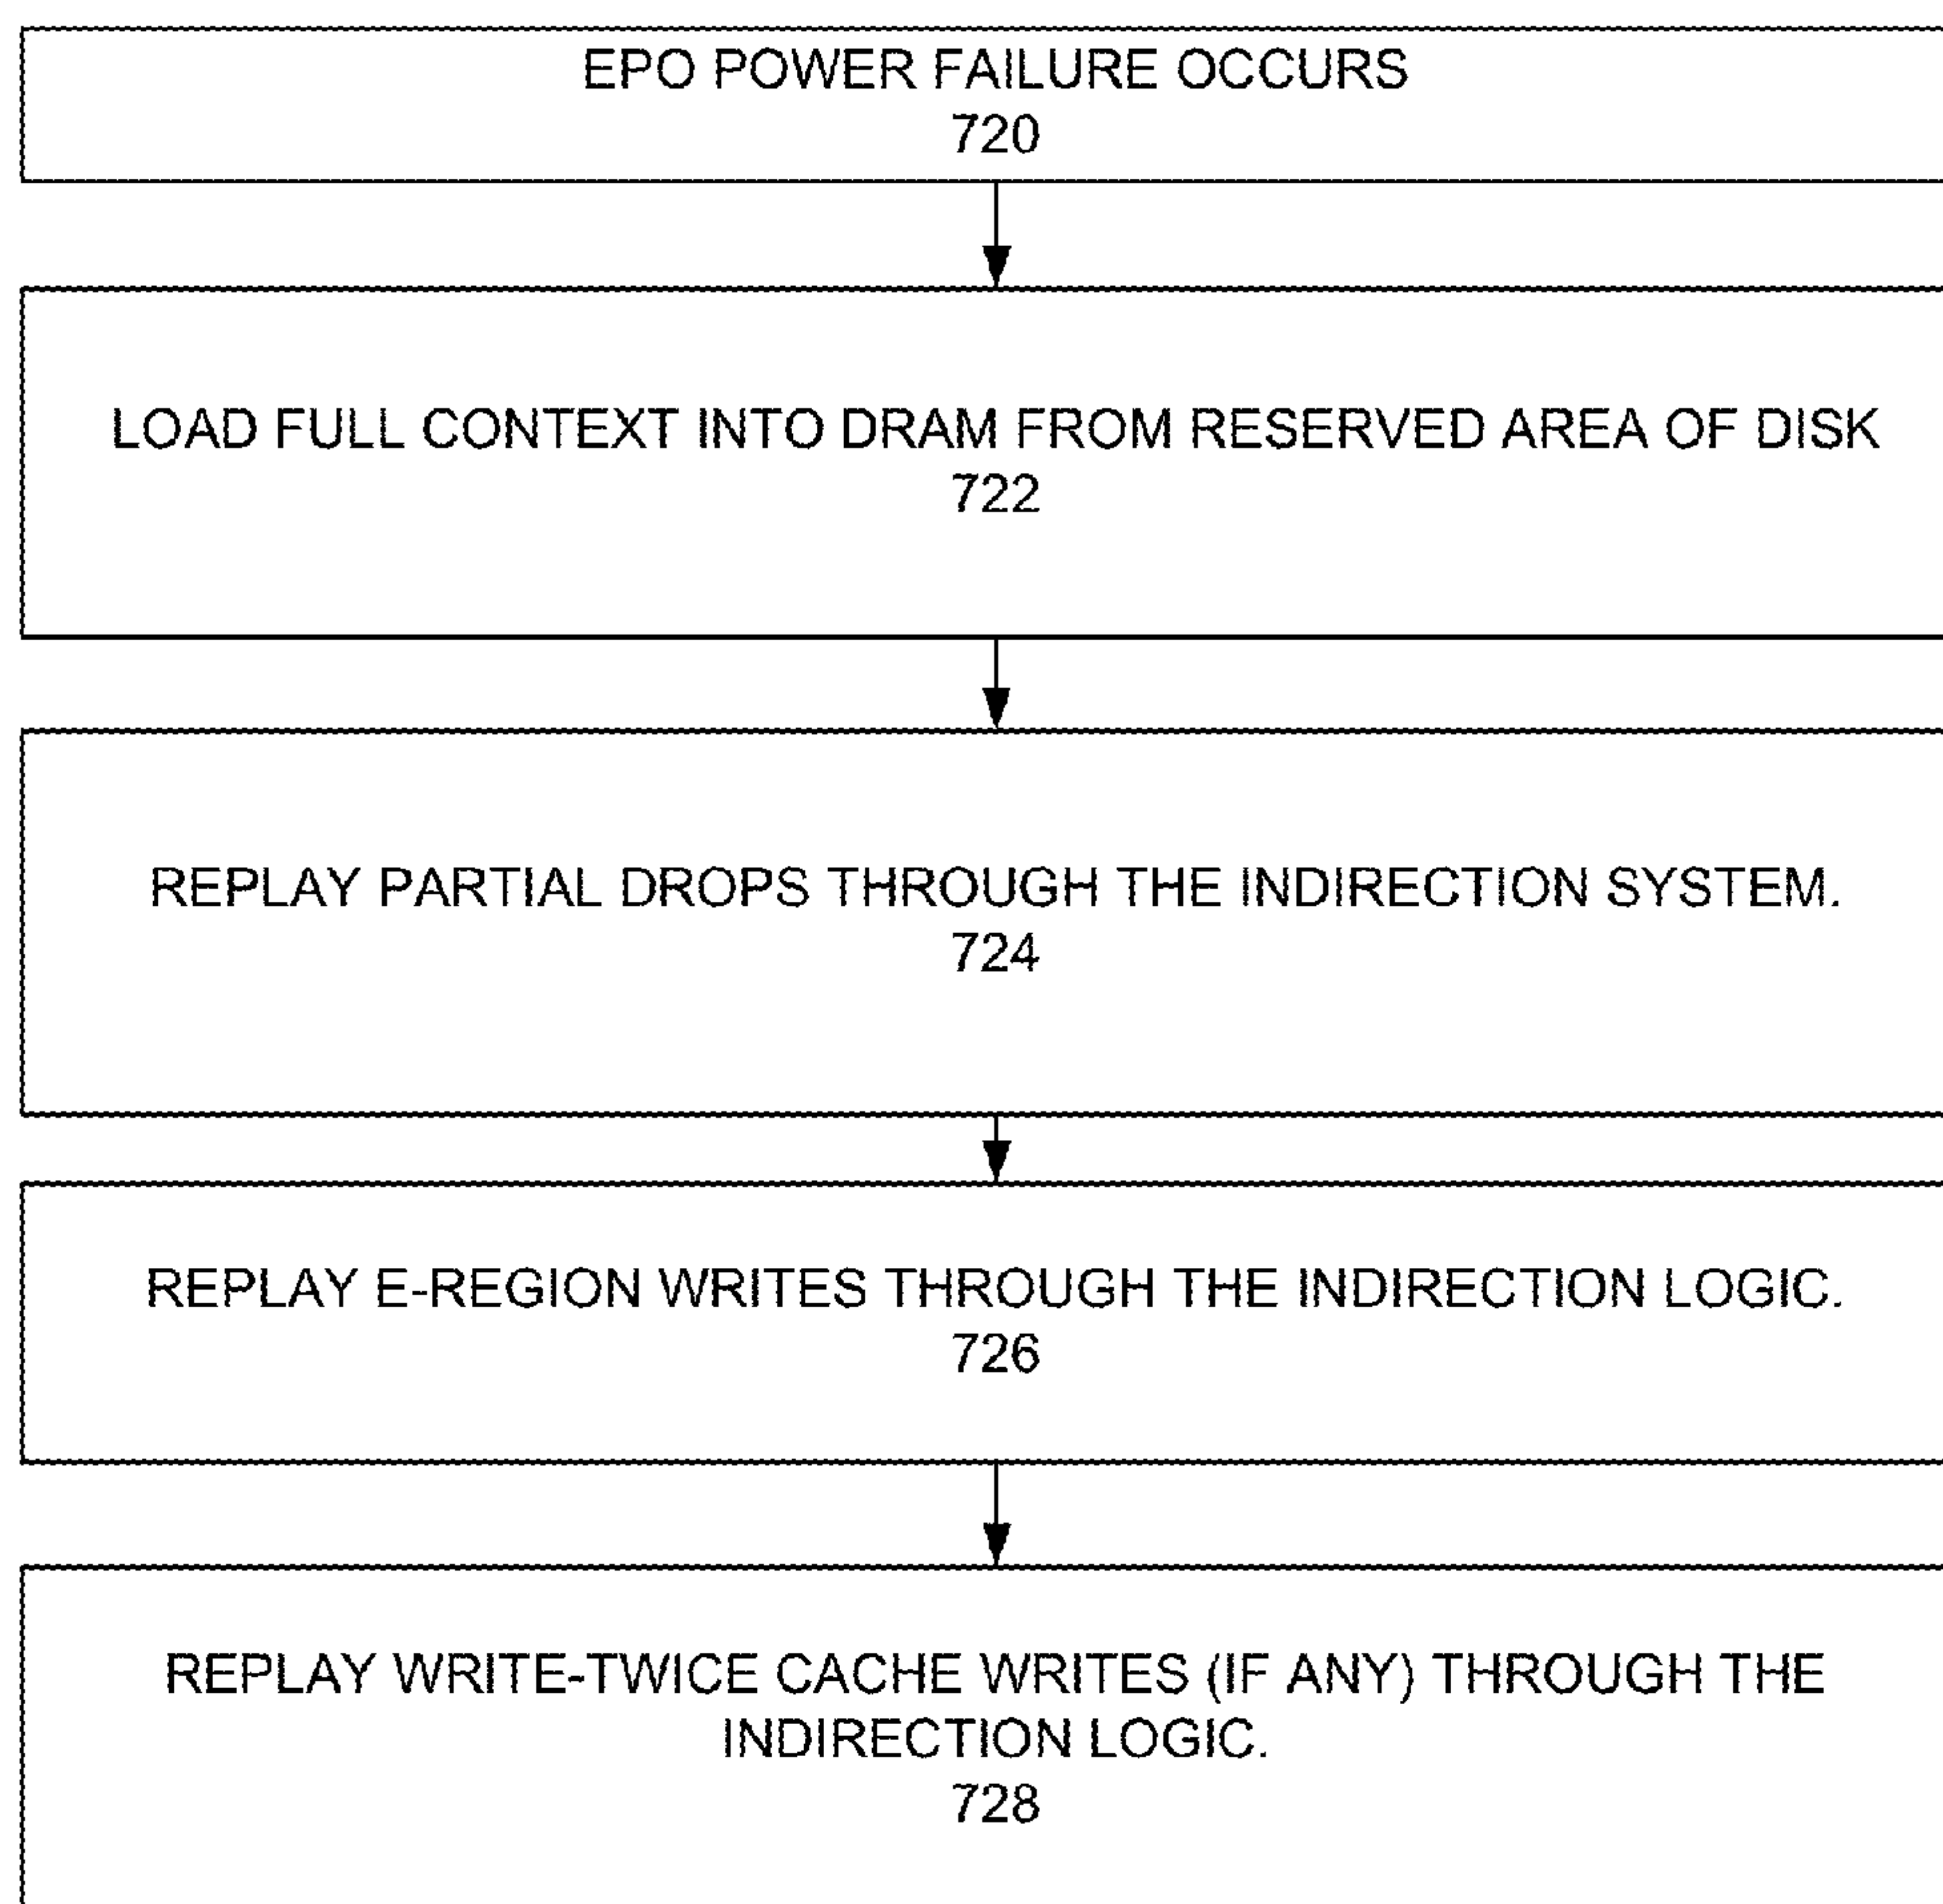 EPO POWER FAILURE OCCURS
720
LOAD FULL CONTEXT INTO DRAM FROM RESERVED AREA OF DISK
722
REPLAY PARTIAL DROPS THROUGH THE INDIRECTION SYSTEM.
724
REPLAY E-REGION WRITES THROUGH THE INDIRECTION LOGIC.
726
REPLAY WRITE-TWICE CACHE WRITES (IF ANY) THROUGH THE
INDIRECTION LOGIC.
728